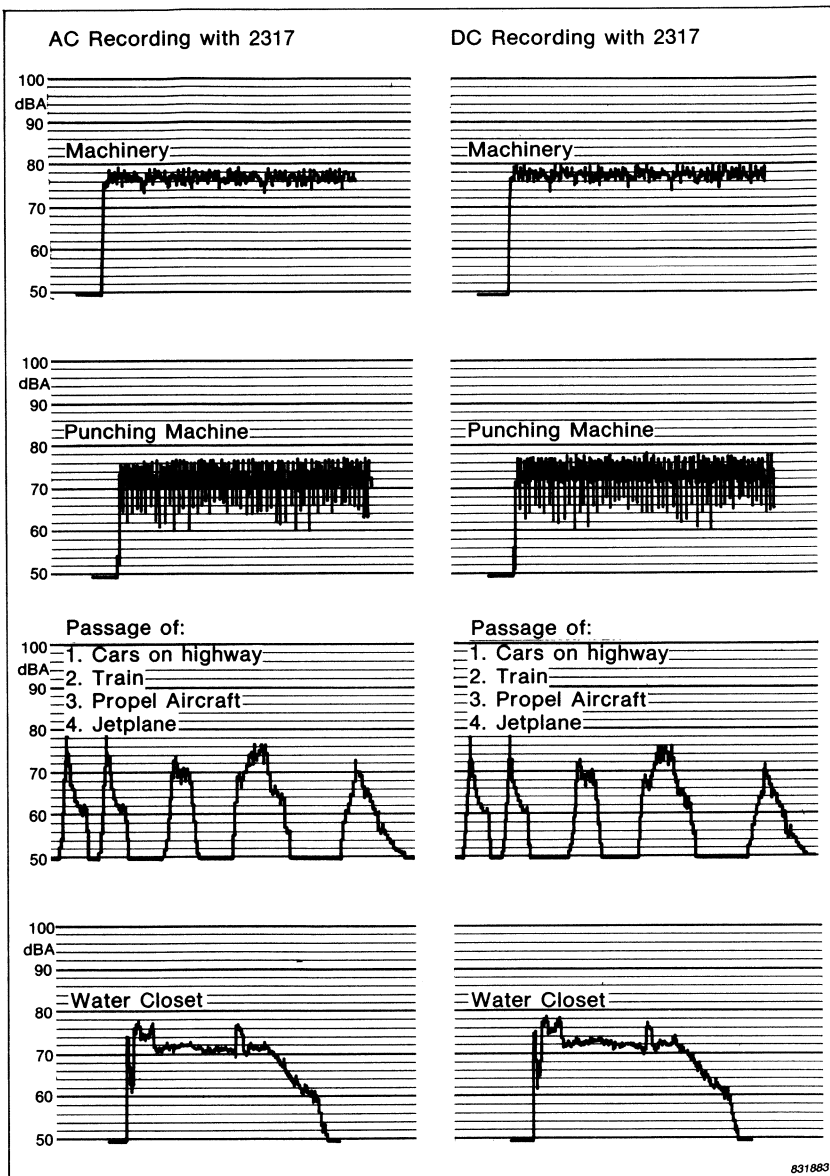 AC Recording with 2317
DC Recording with 2317
100
dBA
90
Machinery
80
70
60
50
Machinery
100
dBA
90
80
Punching Machine
70
60
50
Punching Machine
Passage of:
100
1. Cars on highway
dBA
2. Train
90
3. Propel Aircraft
4. Jetplane
80
70
60
50
Passage of:
1. Cars on highway
2. Train
3. Propel Aircraft
4. Jetplane
100
dBA
90
Water Closet
80
70
60
50
Water Closet
831883